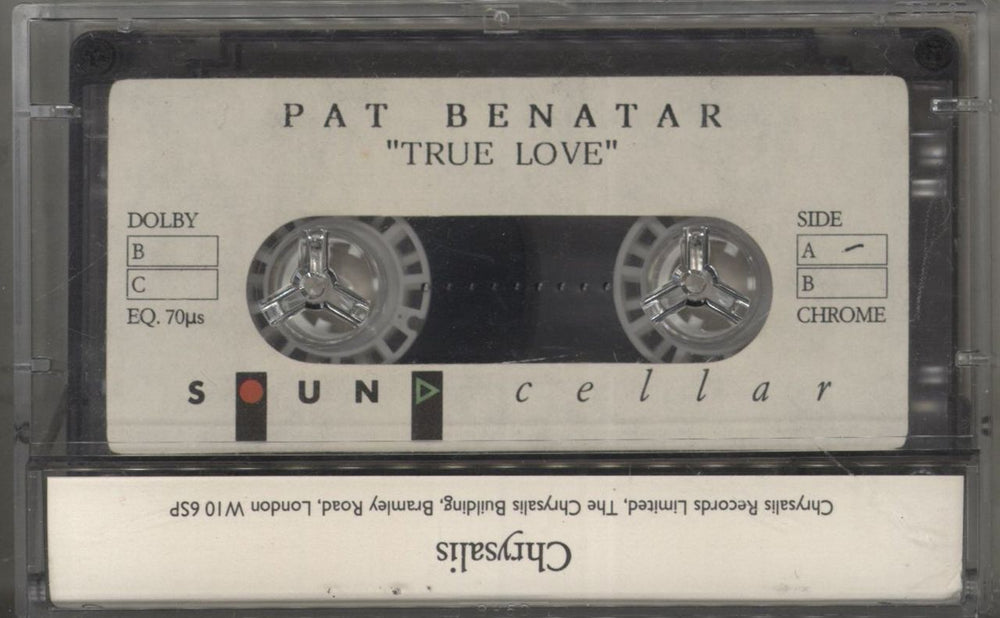 PAT BENATAR
"TRUE LOVE"
DOLBY
B
C
EQ. 70µs
SIDE
A –
B
CHROME
SOUND cellar
Chrysalis
Chrysalis Records Limited, The Chrysalis Building, Bramley Road, London W10 6SP